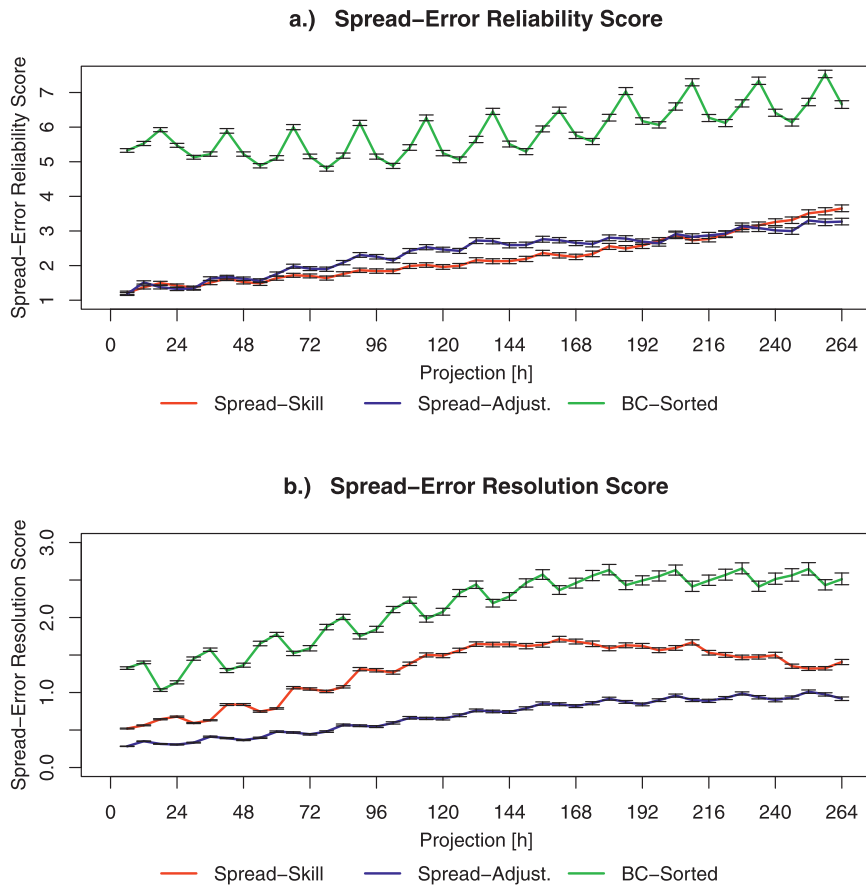 a.) Spread−Error Reliability Score
Spread−Error Reliability Score
7
6
5
4
3
2
1
0 24 48 72 96 120 144 168 192 216 240 264
Projection [h]
Spread−Skill Spread−Adjust. BC−Sorted
b.) Spread−Error Resolution Score
Spread−Error Resolution Score
3.0
2.0
1.0
0.0
0 24 48 72 96 120 144 168 192 216 240 264
Projection [h]
Spread−Skill Spread−Adjust. BC−Sorted